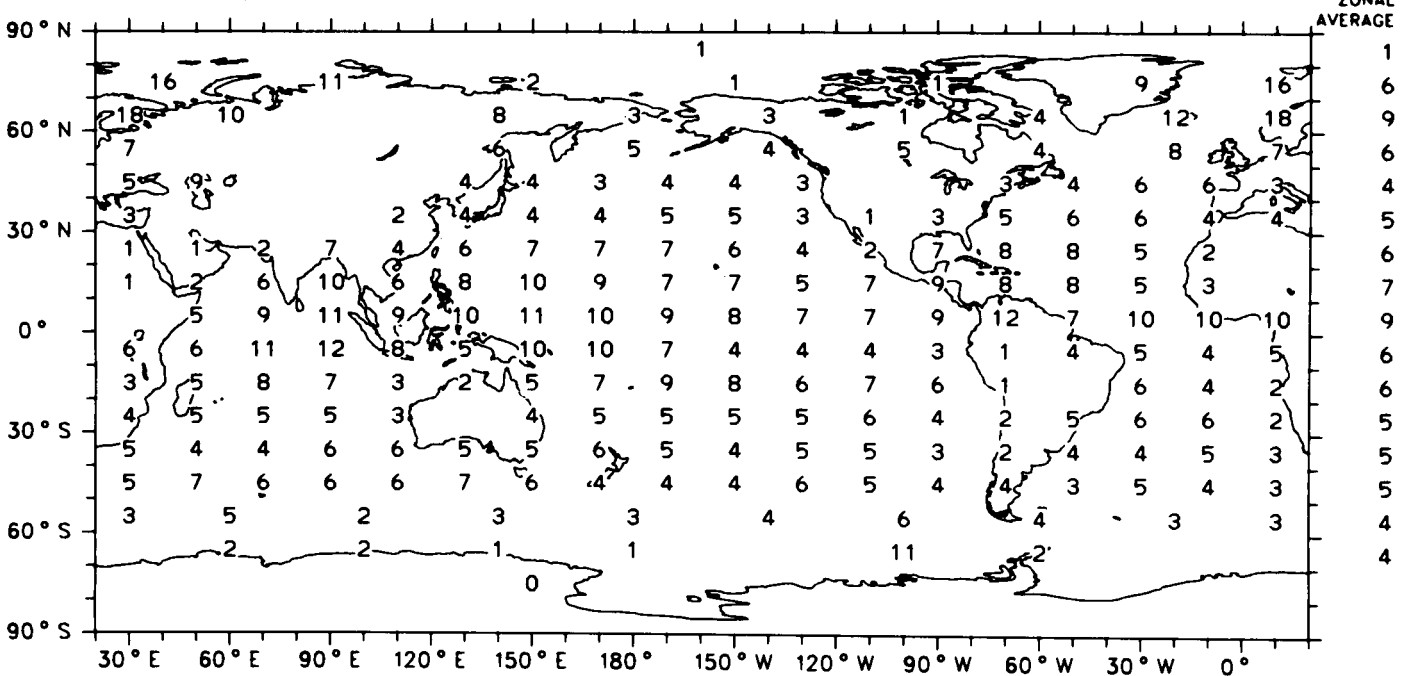 ZONAL
AVERAGE
90° N 1 1
16 11 2 1 1 9 16 6
18 10 8 3 3 1 4 12 18 9
60° N
7 6 5 4 5 4 8 7 6
5 9 4 4 3 4 4 3 3 4 6 6 3 4
3 2 4 4 4 5 5 3 1 3 5 6 6 4 4 5
30° N
1 1 2 7 4 6 7 7 7 6 4 2 7 8 8 5 2 6
1 2 6 10 6 8 10 9 7 7 5 7 9 8 8 5 3 7
5 9 11 9 10 11 10 9 8 7 7 9 12 7 10 10 10 9
0°
6 6 11 12 8 5 10 10 7 4 4 4 3 1 4 5 4 5 6
3 5 8 7 3 2 5 7 9 8 6 7 6 1 6 4 2 6
4 5 5 5 3 4 5 5 5 5 6 4 2 5 6 6 2 5
30° S
5 4 4 6 6 5 5 6 5 4 5 5 3 2 4 4 5 3 5
5 7 6 6 6 7 6 4 4 4 6 5 4 4 3 5 4 3 5
3 5 2 3 3 4 6 4 3 3 4
60° S
2 2 1 1 11 2 4
0
90° S
30° E 60° E 90° E 120° E 150° E 180° 150° W 120° W 90° W 60° W 30° W 0°